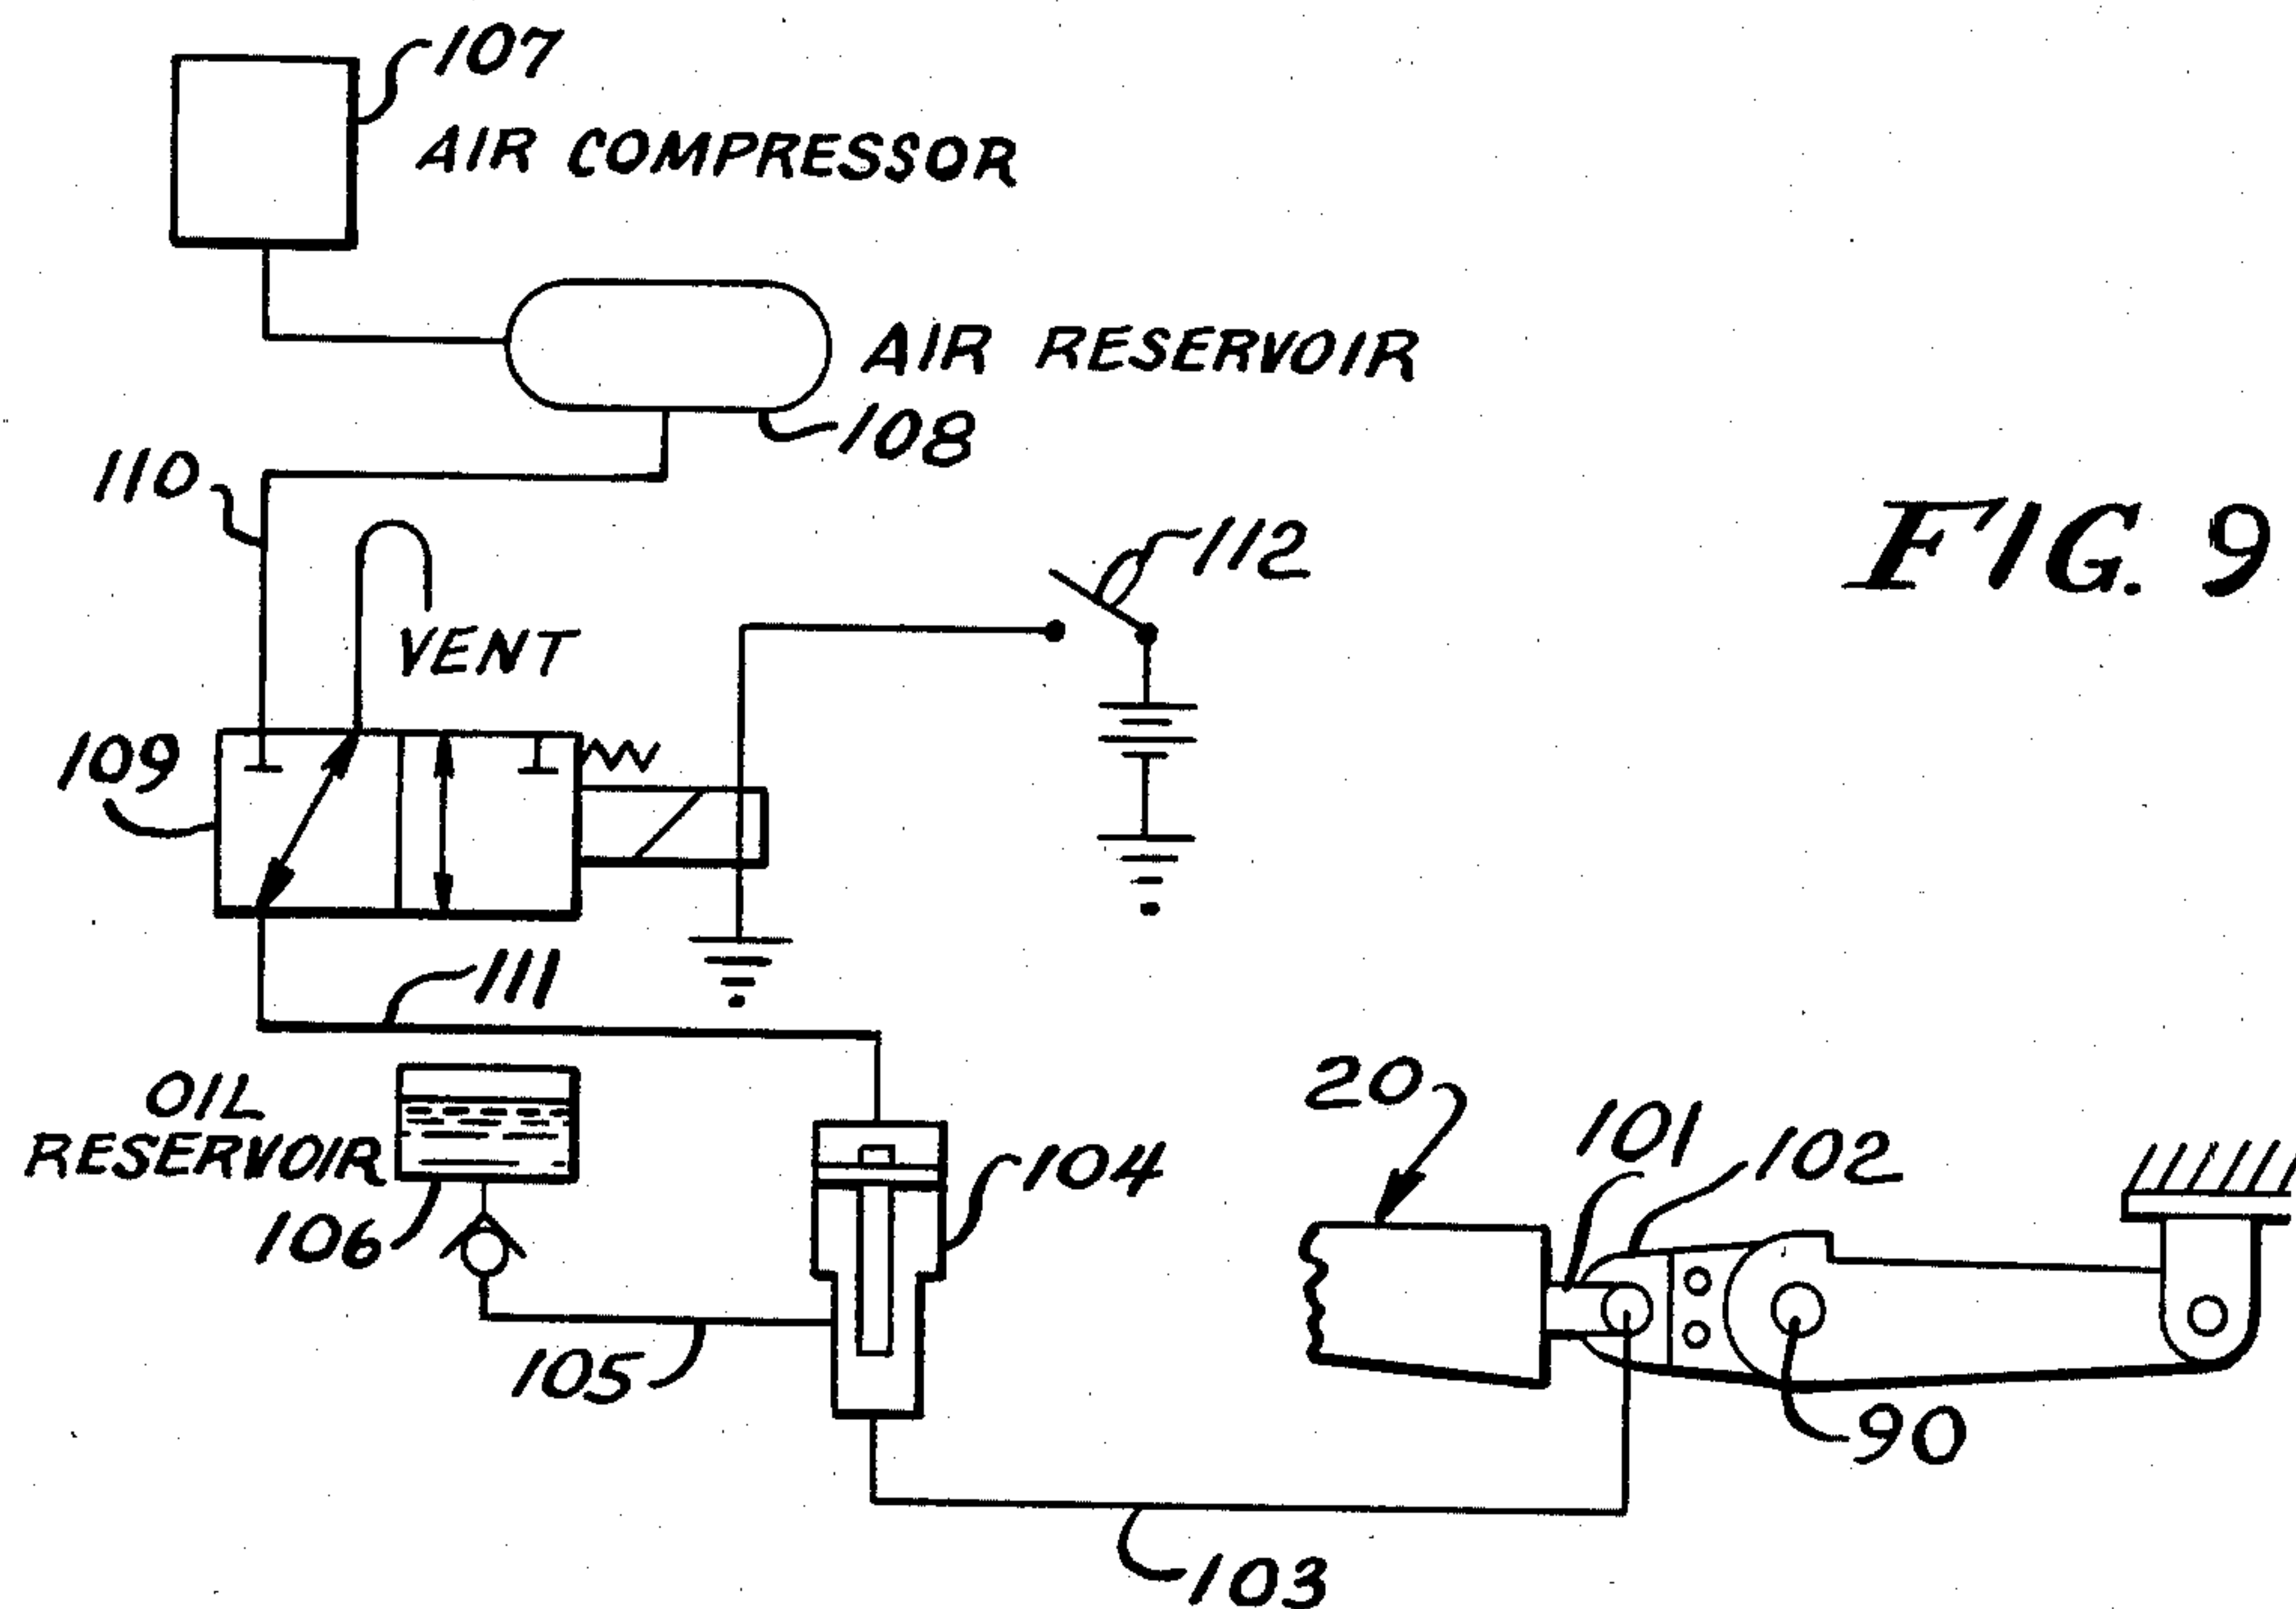 107
AIR COMPRESSOR
AIR RESERVOIR
108
110
112
FIG. 9
VENT
109
111
OIL
RESERVOIR
106
104
105
20
101
102
90
103